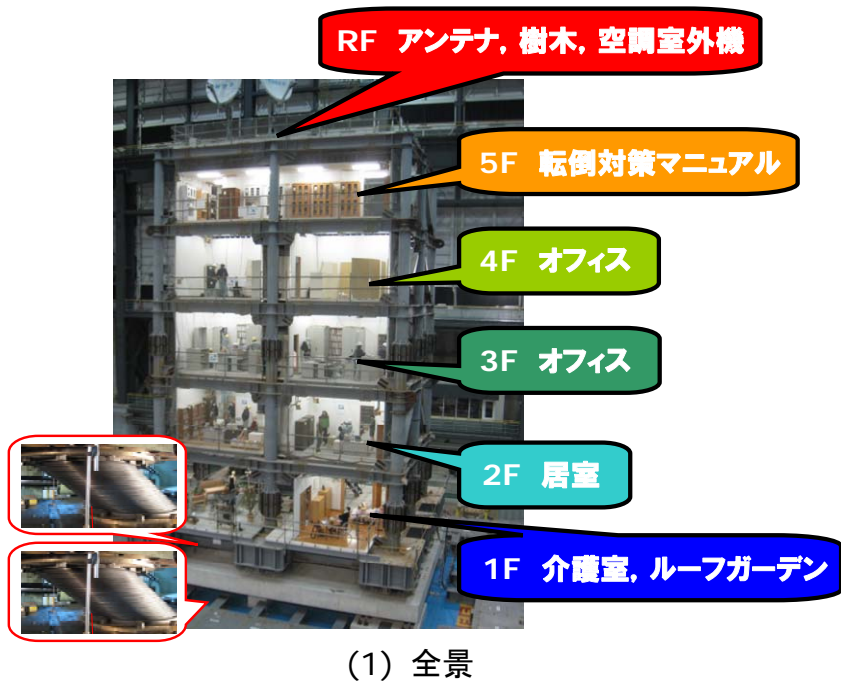 RF アンテナ, 樹木, 空調室外機
5F 転倒対策マニュアル
4F オフィス
3F オフィス
2F 居室
1F 介護室, ルーフガーデン
(1) 全景